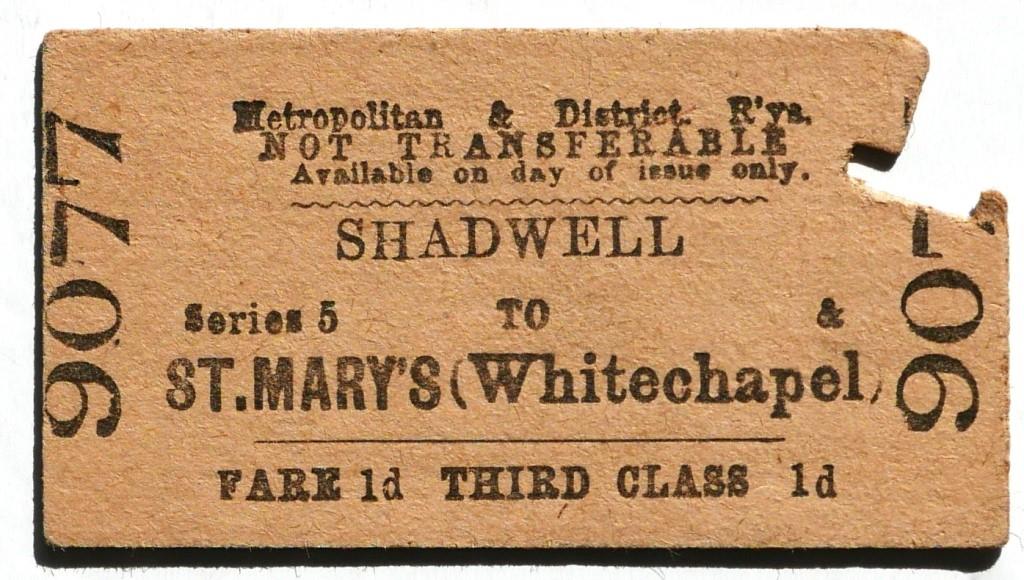 Metropolitan & District. R'ys.
NOT TRANSFERABLE
Available on day of issue only.
SHADWELL
Series 5 TO &
ST. MARY'S (Whitechapel)
FARE 1d THIRD CLASS 1d
9077
907